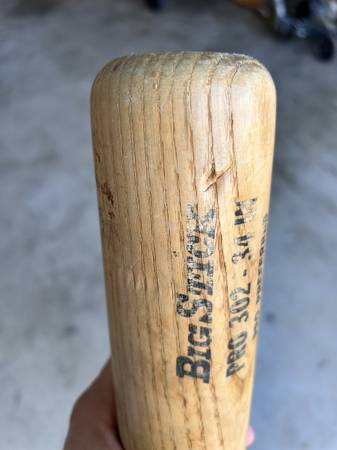 BIG STICK
PRO 302 - 34 IN